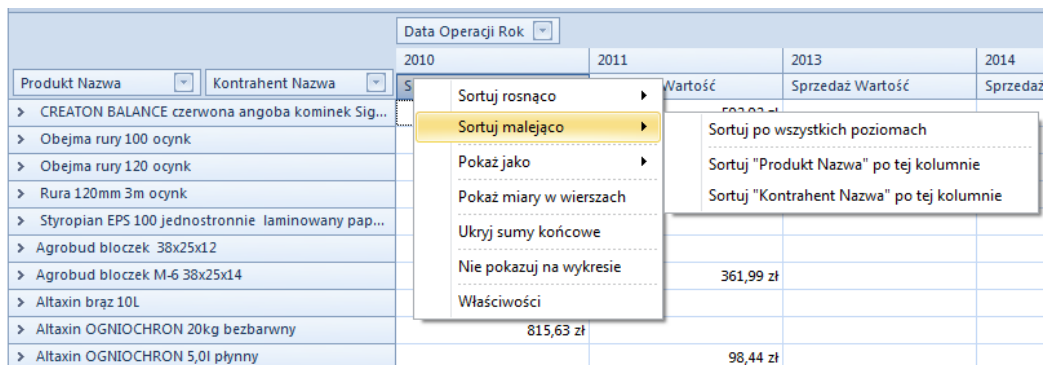 Data Operacji Rok
2010 2011 2013 2014
Produkt Nazwa Kontrahent Nazwa Wartość Sprzedaż Wartość Sprzedaż
CREATON BALANCE czerwona angoba kominek Sig...
Obejma rury 100 ocynk
Obejma rury 120 ocynk
Rura 120mm 3m ocynk
Styropian EPS 100 jednostronnie laminowany pap...
Agrobud bloczek 38x25x12
Agrobud bloczek M-6 38x25x14 361,99 zł
Altaxin brąz 10L
Altaxin OGNIOCHRON 20kg bezbarwny 815,63 zł
Altaxin OGNIOCHRON 5,0l płynny 98,44 zł
Sortuj rosnąco
Sortuj malejąco
Pokaż jako
Pokaż miary w wierszach
Ukryj sumy końcowe
Nie pokazuj na wykresie
Właściwości
Sortuj po wszystkich poziomach
Sortuj "Produkt Nazwa" po tej kolumnie
Sortuj "Kontrahent Nazwa" po tej kolumnie